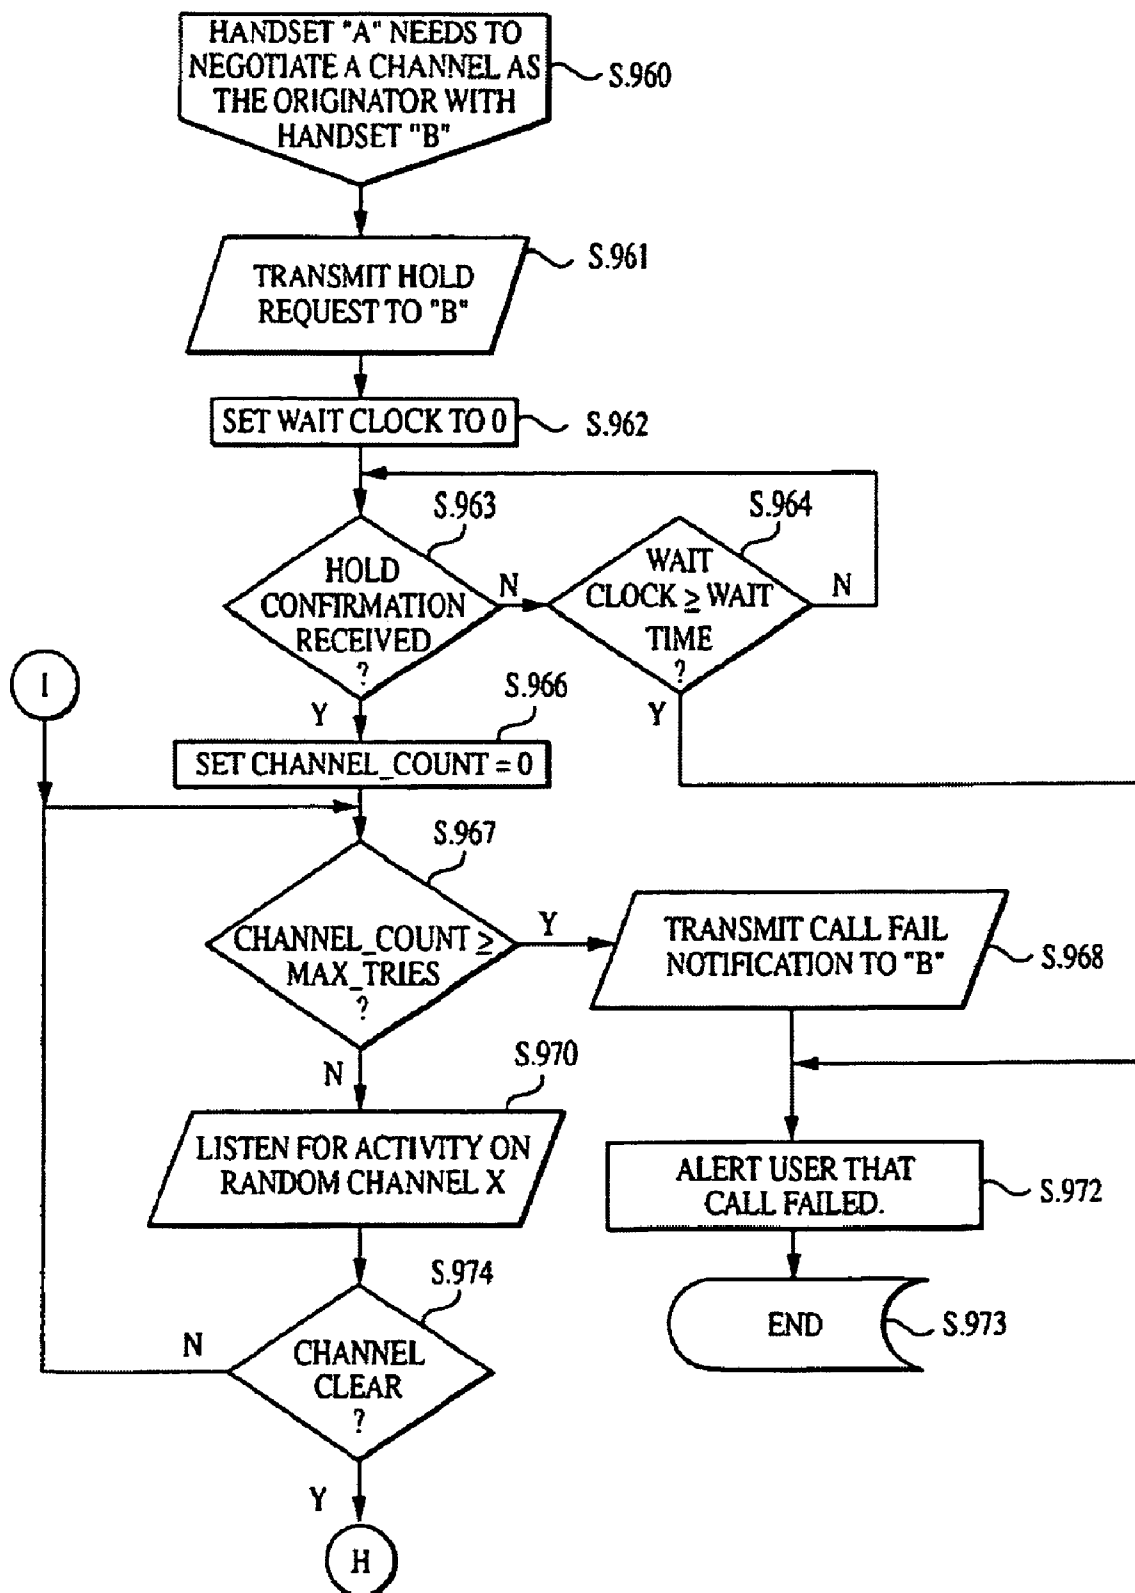 HANDSET "A" NEEDS TO
NEGOTIATE A CHANNEL AS
THE ORIGINATOR WITH
HANDSET "B"
S.960
TRANSMIT HOLD
REQUEST TO "B"
S.961
SET WAIT CLOCK TO 0
S.962
S.963
HOLD
CONFIRMATION
RECEIVED
?
N
Y
S.964
WAIT
CLOCK ≥ WAIT
TIME
?
N
Y
I
S.966
SET CHANNEL_COUNT = 0
S.967
CHANNEL_COUNT ≥
MAX_TRIES
?
Y
N
TRANSMIT CALL FAIL
NOTIFICATION TO "B"
S.968
S.970
LISTEN FOR ACTIVITY ON
RANDOM CHANNEL X
ALERT USER THAT
CALL FAILED.
S.972
S.974
CHANNEL
CLEAR
?
N
Y
END
S.973
H